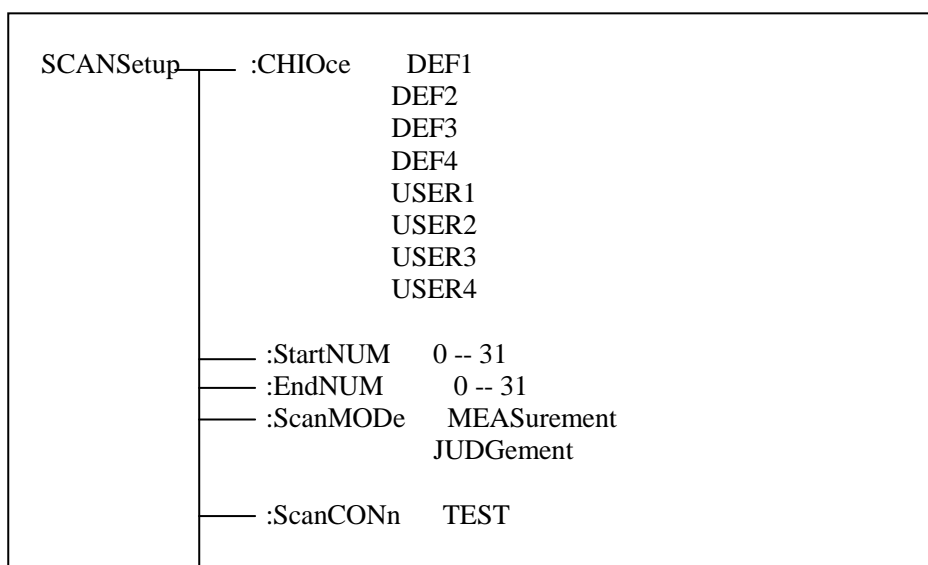 SCANSetup :CHIOce DEF1
DEF2
DEF3
DEF4
USER1
USER2
USER3
USER4
:StartNUM 0 -- 31
:EndNUM 0 -- 31
:ScanMODe MEASurement
JUDGement
:ScanCONn TEST